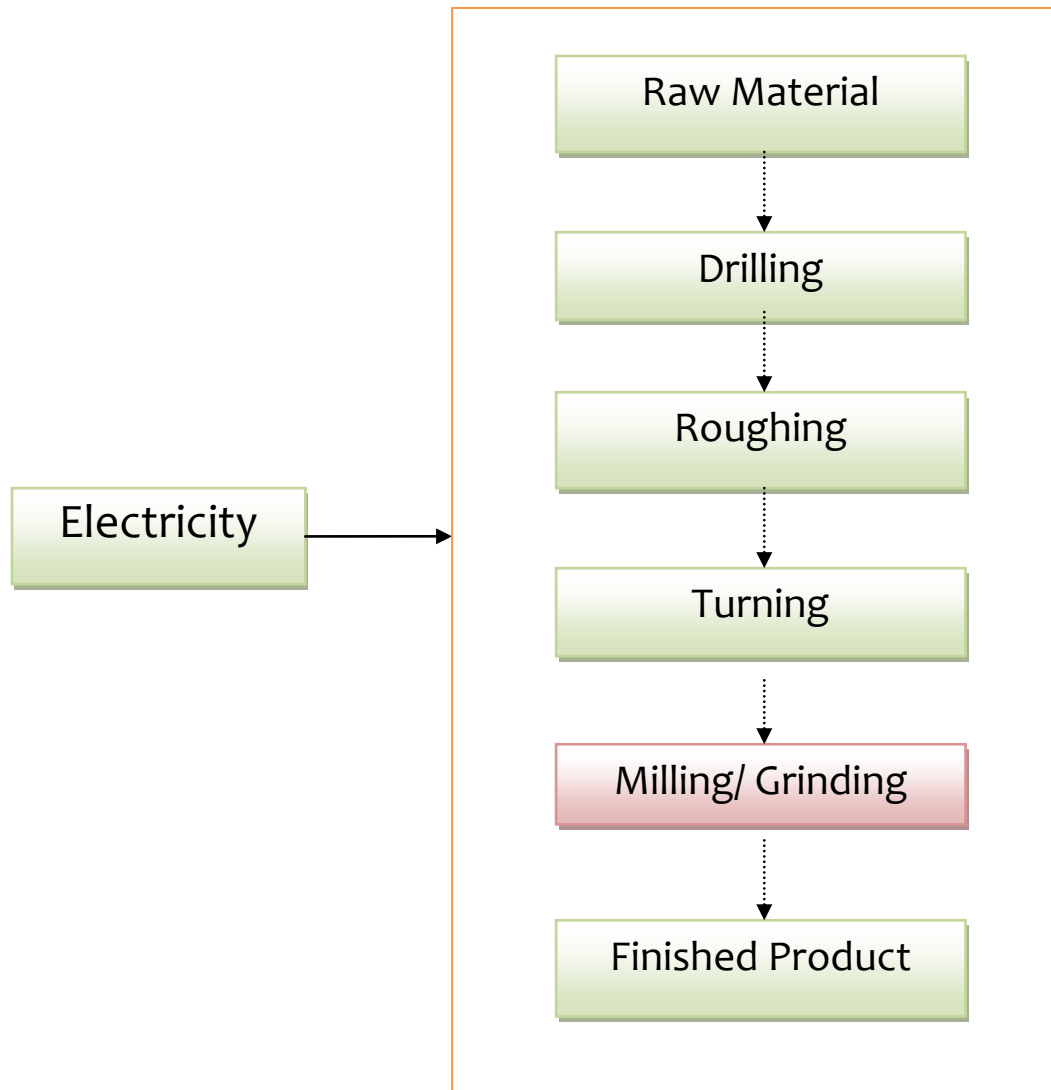 Raw Material
Drilling
Roughing
Electricity
Turning
Milling/ Grinding
Finished Product